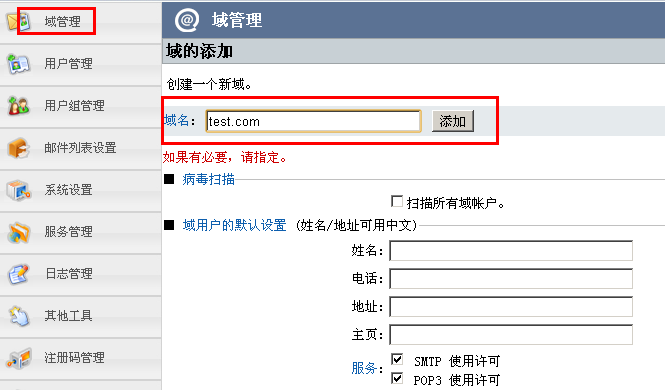 域管理
用户管理
用户组管理
邮件列表设置
系统设置
服务管理
日志管理
其他工具
注册码管理
域管理
域的添加
创建一个新域。
域名: test.com 添加
如果有必要，请指定。
病毒扫描
扫描所有域帐户。
域用户的默认设置 (姓名/地址可用中文)
姓名:
电话:
地址:
主页:
服务: SMTP 使用许可
POP3 使用许可